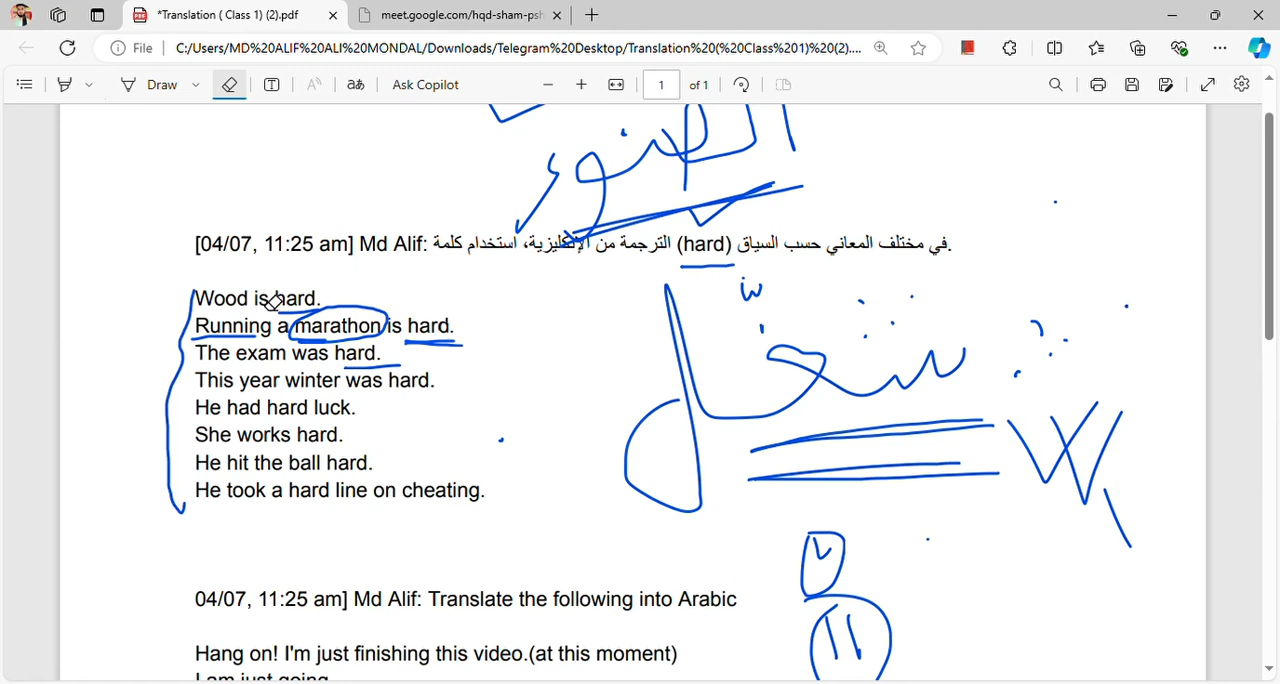 *Translation ( Class 1) (2).pdf
meet.google.com/hqd-sham-psh
File
C:/Users/MD%20ALIF%20ALI%20MONDAL/Downloads/Telegram%20Desktop/Translation%20(%20Class%201)%20(2)....
Draw
Ask Copilot
1 of 1
[04/07, 11:25 am] Md Alif: الترجمة من الإنكليزية، استخدام كلمة (hard) في مختلف المعاني حسب السياق.
Wood is hard.
Running a marathon is hard.
The exam was hard.
This year winter was hard.
He had hard luck.
She works hard.
He hit the ball hard.
He took a hard line on cheating.
04/07, 11:25 am] Md Alif: Translate the following into Arabic
Hang on! I'm just finishing this video.(at this moment)
I am just going